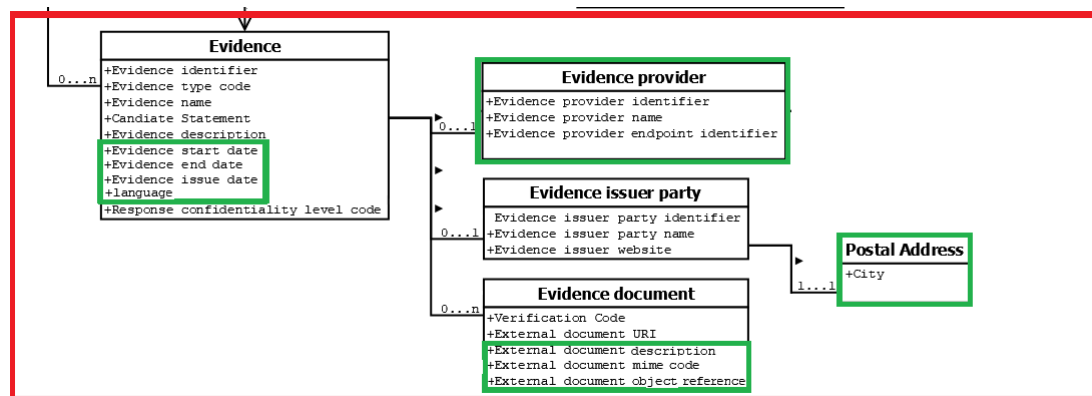 Evidence
0...n
+Evidence identifier
+Evidence type code
+Evidence name
+Candiate Statement
+Evidence description
+Evidence start date
+Evidence end date
+Evidence issue date
+language
+Response confidentiality level code
Evidence provider
0...1
+Evidence provider identifier
+Evidence provider name
+Evidence provider endpoint identifier
Evidence issuer party
0...1
Evidence issuer party identifier
+Evidence issuer party name
+Evidence issuer website
Postal Address
1...1
+City
Evidence document
0...n
+Verification Code
+External document URI
+External document description
+External document mime code
+External document object reference